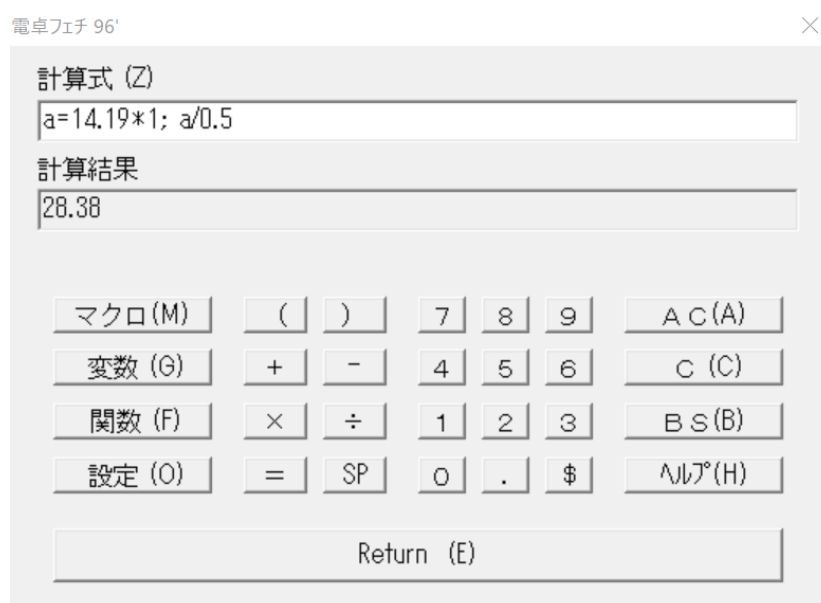 電卓フェチ 96'
計算式 (Z)
a=14.19*1; a/0.5
計算結果
28.38
マクロ(M) ( ) 7 8 9 AC(A)
変数 (G) + - 4 5 6 C (C)
関数 (F) × ÷ 1 2 3 BS(B)
設定 (O) = SP 0 . $ ﾍﾙﾌﾟ(H)
Return (E)